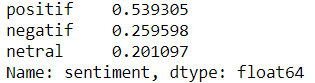 positif    0.539305
negatif    0.259598
netral     0.201097
Name: sentiment, dtype: float64